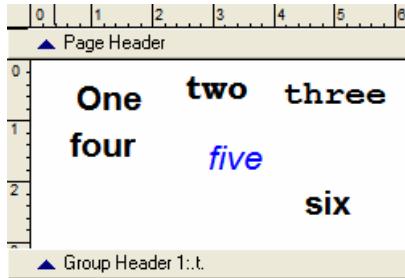 0 1 2 3 4 5 6
Page Header
0
One two three
1
four five
2
six
Group Header 1:.t.